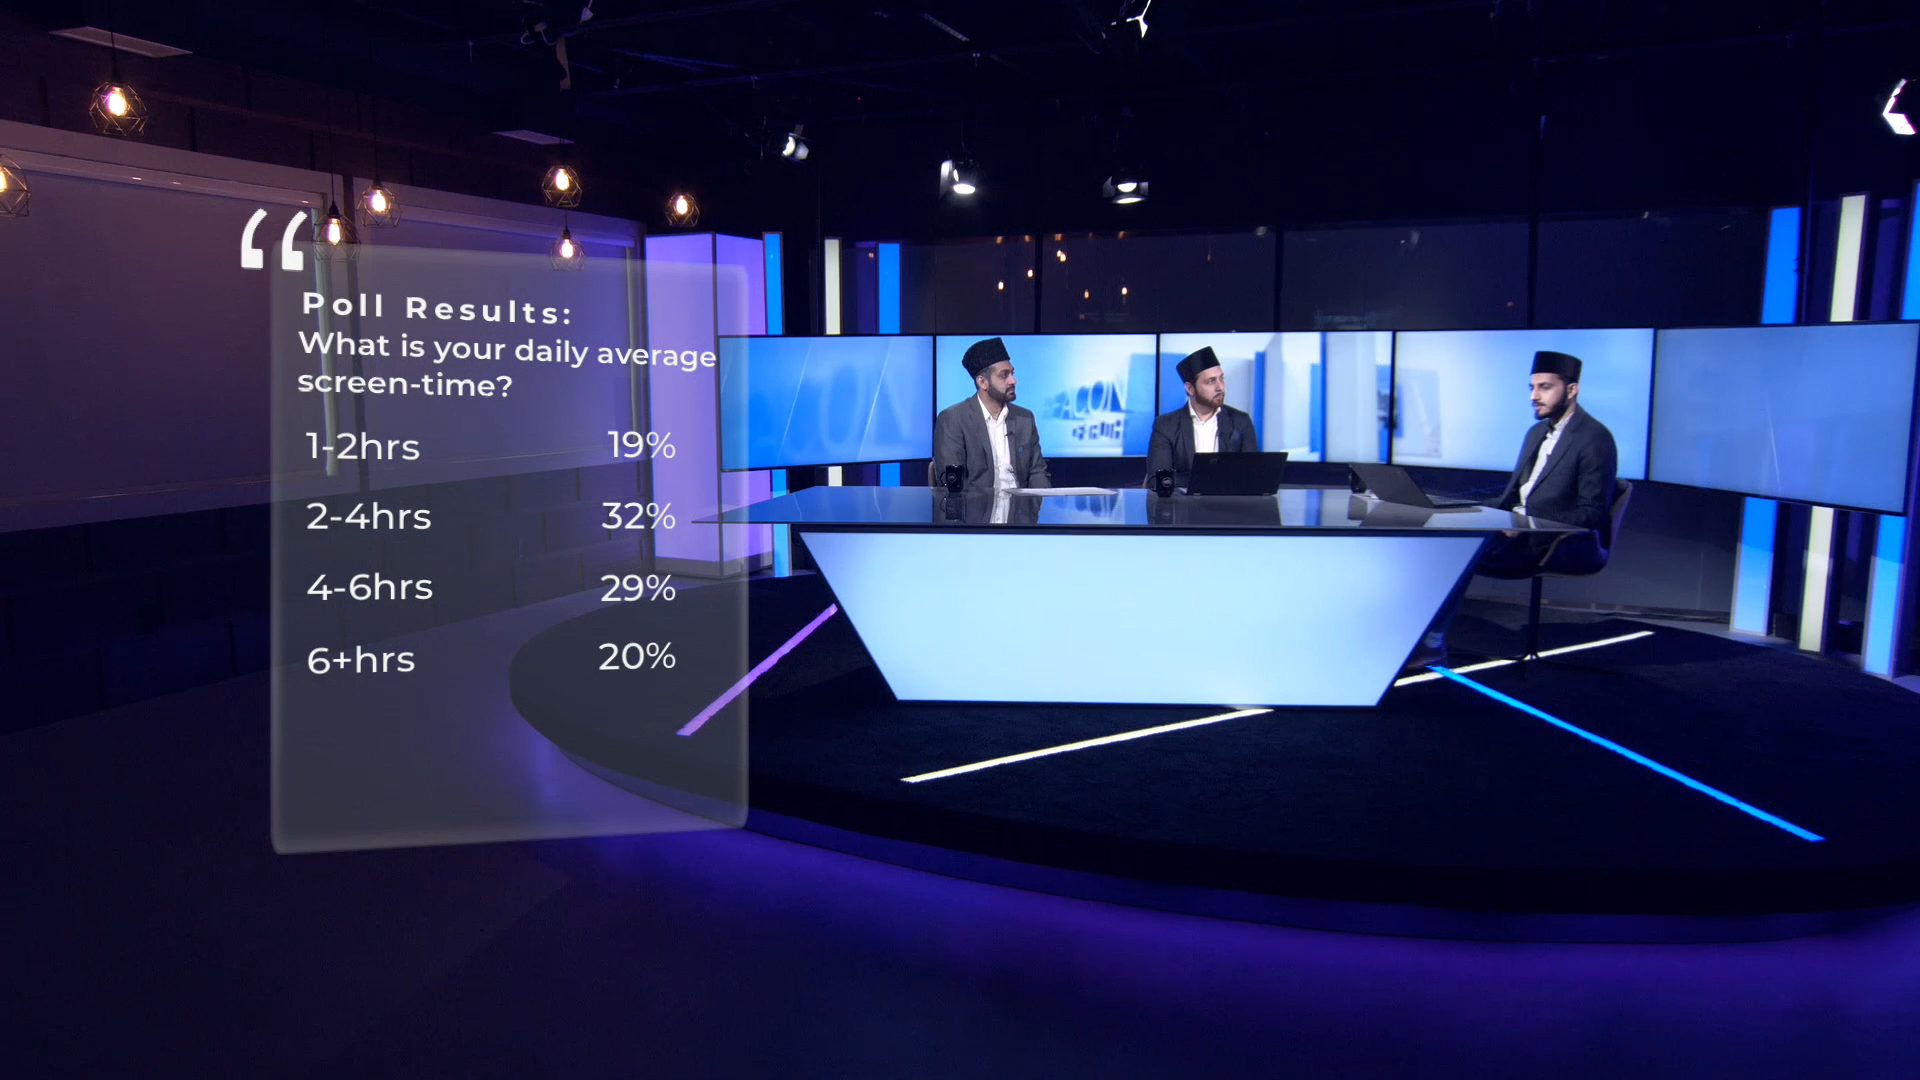 “
Poll Results:
What is your daily average
screen-time?
1-2hrs 19%
2-4hrs 32%
4-6hrs 29%
6+hrs 20%